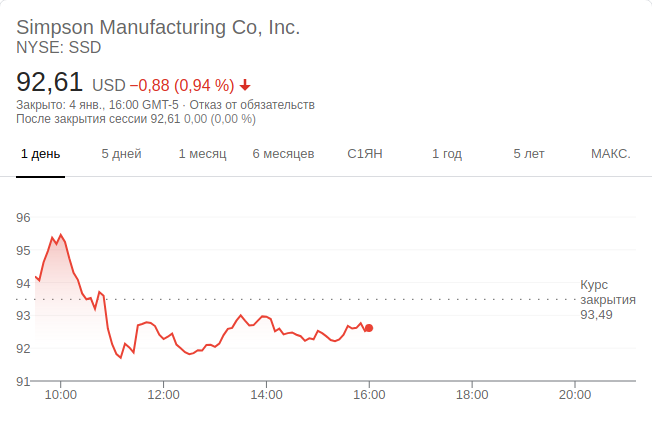 Simpson Manufacturing Co, Inc.
NYSE: SSD
92,61 USD −0,88 (0,94 %)
Закрыто: 4 янв., 16:00 GMT-5 · Отказ от обязательств
После закрытия сессии 92,61 0,00 (0,00 %)
1 день 5 дней 1 месяц 6 месяцев С1ЯН 1 год 5 лет МАКС.
96
95
94
93
92
91
Курс
закрытия
93,49
10:00 12:00 14:00 16:00 18:00 20:00